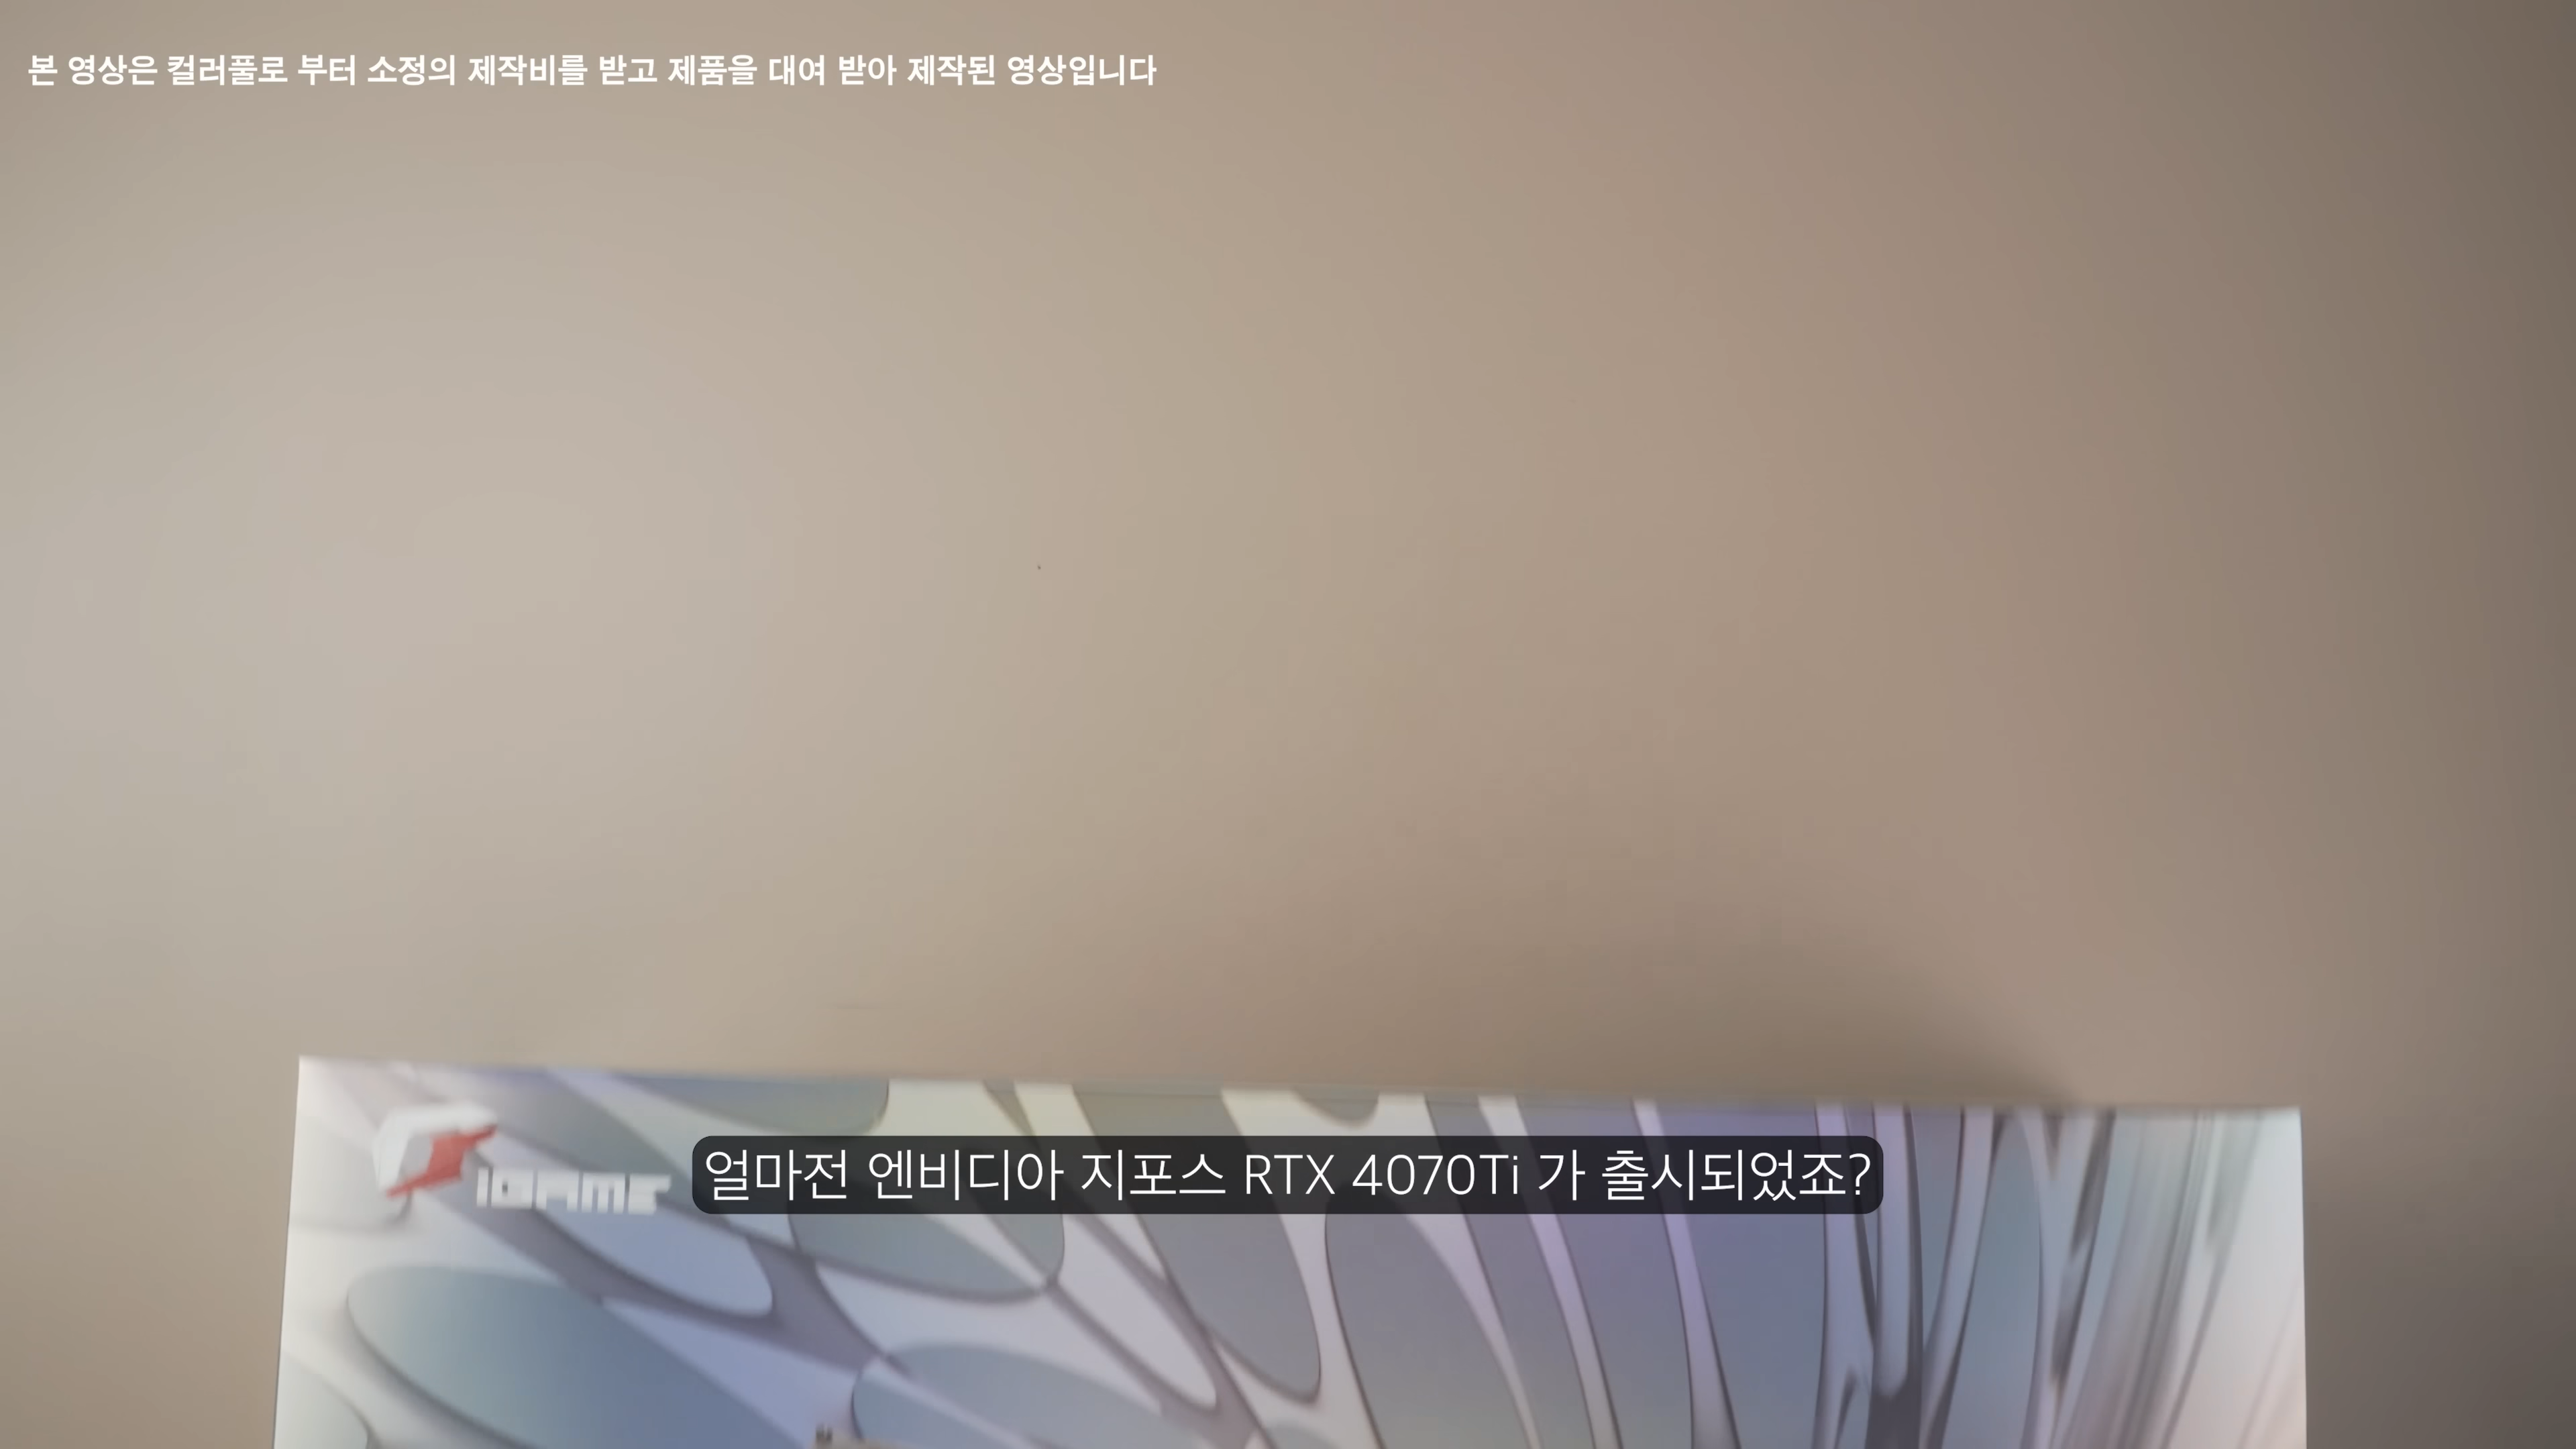 본 영상은 컬러풀로 부터 소정의 제작비를 받고 제품을 대여 받아 제작된 영상입니다
iGAME
얼마전 엔비디아 지포스 RTX 4070Ti 가 출시되었죠?